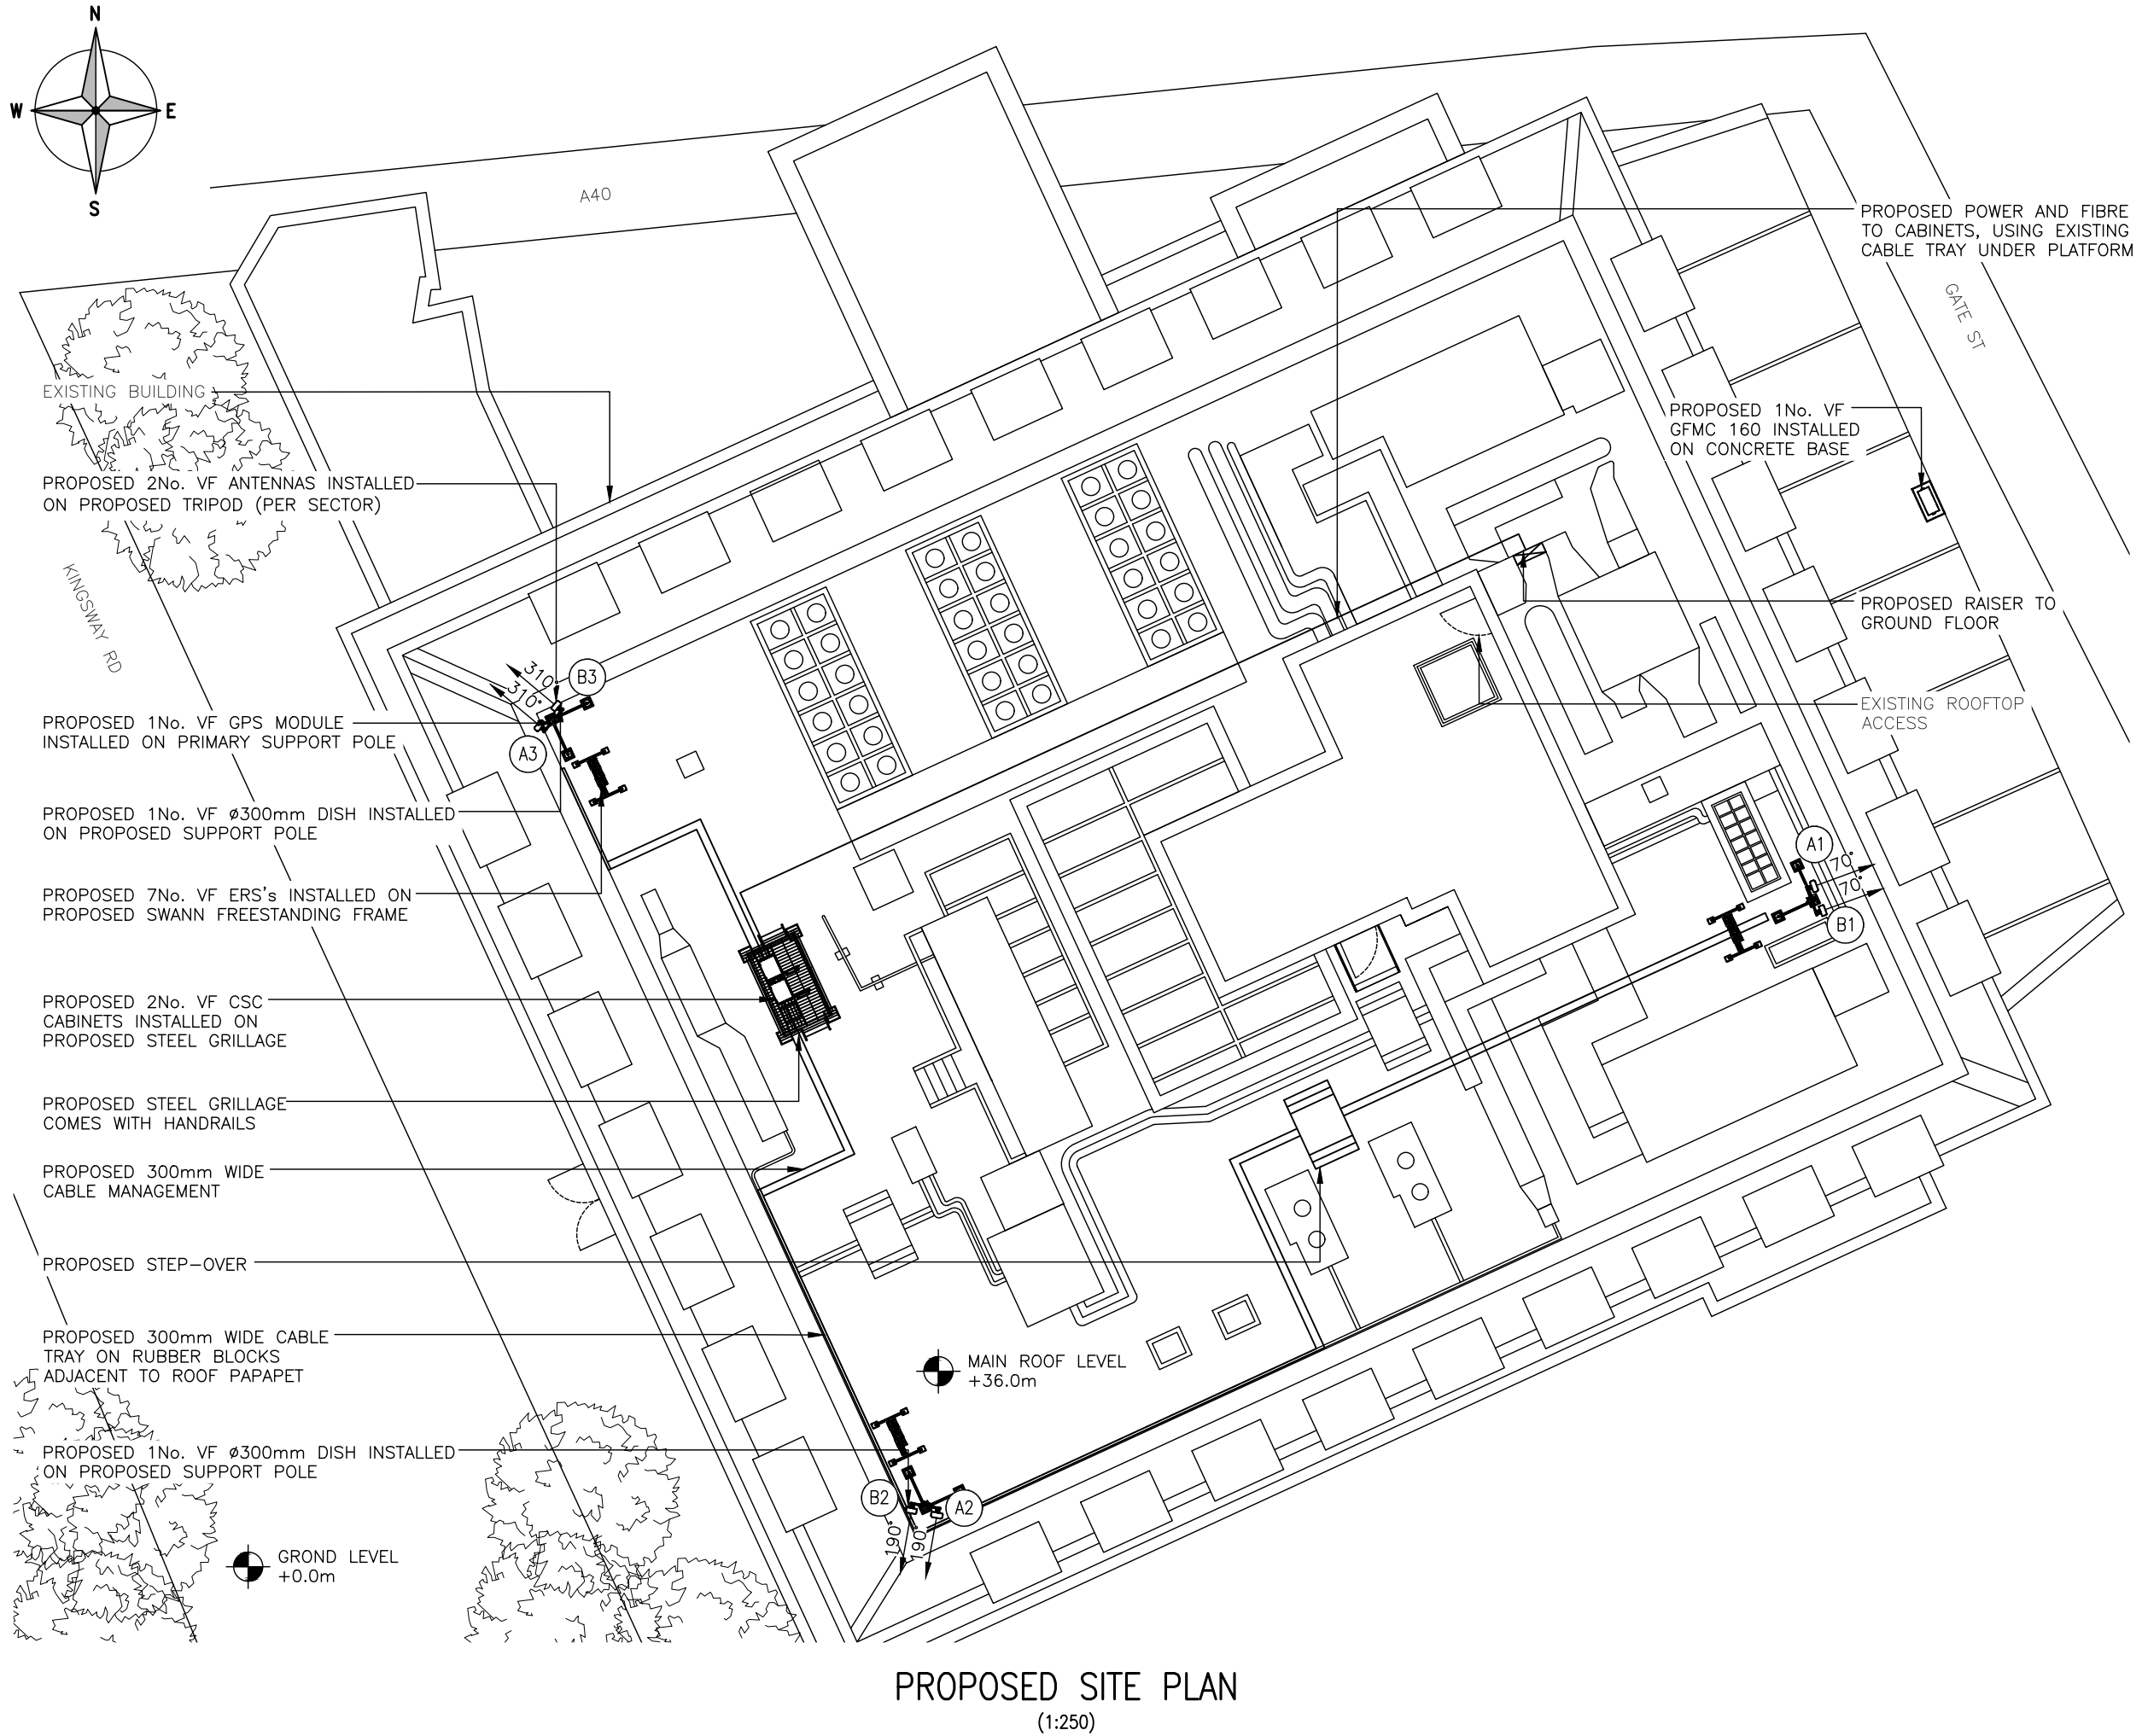 N
W
E
S
A40
PROPOSED POWER AND FIBRE
TO CABINETS, USING EXISTING
CABLE TRAY UNDER PLATFORM
GATE ST
EXISTING BUILDING
PROPOSED 1No. VF
GFMC 160 INSTALLED
ON CONCRETE BASE
PROPOSED 2No. VF ANTENNAS INSTALLED
ON PROPOSED TRIPOD (PER SECTOR)
KINGSWAY RD
PROPOSED RAISER TO
GROUND FLOOR
310°
310°
B3
A3
PROPOSED 1No. VF GPS MODULE
INSTALLED ON PRIMARY SUPPORT POLE
EXISTING ROOFTOP
ACCESS
PROPOSED 1No. VF ø300mm DISH INSTALLED
ON PROPOSED SUPPORT POLE
A1
70°
70°
B1
PROPOSED 7No. VF ERS's INSTALLED ON
PROPOSED SWANN FREESTANDING FRAME
PROPOSED 2No. VF CSC
CABINETS INSTALLED ON
PROPOSED STEEL GRILLAGE
PROPOSED STEEL GRILLAGE
COMES WITH HANDRAILS
PROPOSED 300mm WIDE
CABLE MANAGEMENT
PROPOSED STEP-OVER
PROPOSED 300mm WIDE CABLE
TRAY ON RUBBER BLOCKS
ADJACENT TO ROOF PAPAPET
MAIN ROOF LEVEL
+36.0m
PROPOSED 1No. VF ø300mm DISH INSTALLED
ON PROPOSED SUPPORT POLE
B2
A2
190°
190°
GROND LEVEL
+0.0m
PROPOSED SITE PLAN
(1:250)